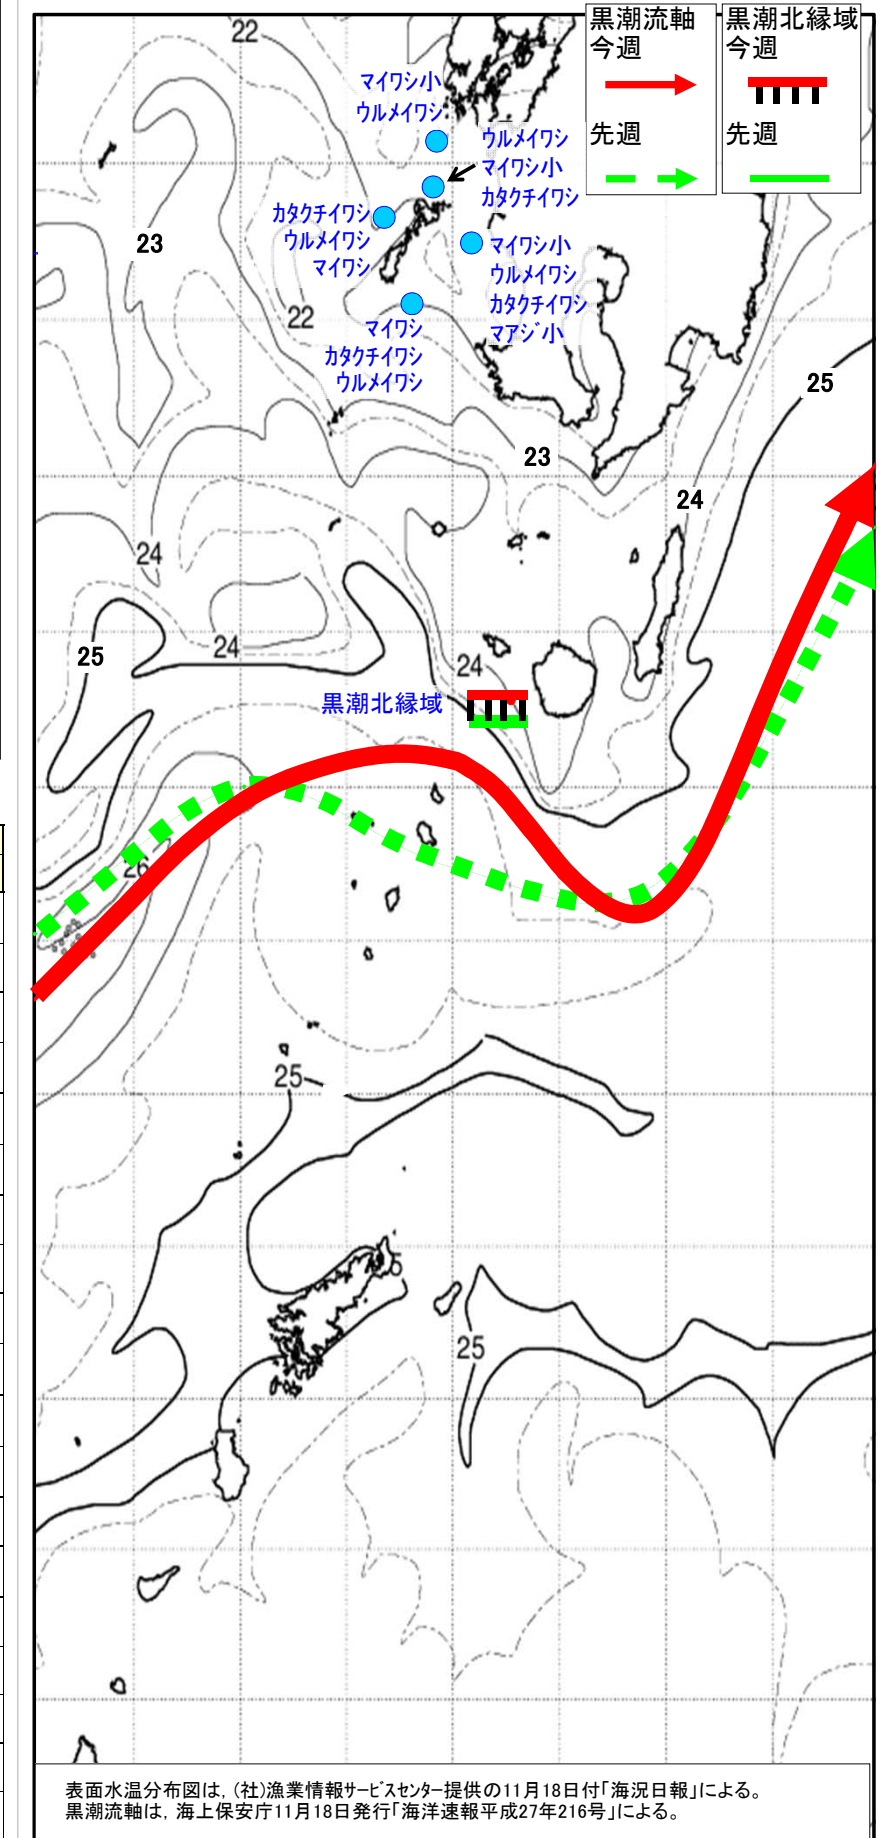 黒潮流軸
今週
先週
黒潮北縁域
今週
先週
22
マイワシ小
ウルメイワシ
ウルメイワシ
マイワシ小
カタクチイワシ
カタクチイワシ
ウルメイワシ
マイワシ
マイワシ小
ウルメイワシ
カタクチイワシ
マアジ小
23
22
マイワシ
カタクチイワシ
ウルメイワシ
25
23
24
24
24
25
24
黒潮北縁域
26
25
25
表面水温分布図は，(社)漁業情報サービスセンター提供の11月18日付「海況日報」による。
黒潮流軸は，海上保安庁11月18日発行「海洋速報平成27年216号」による。